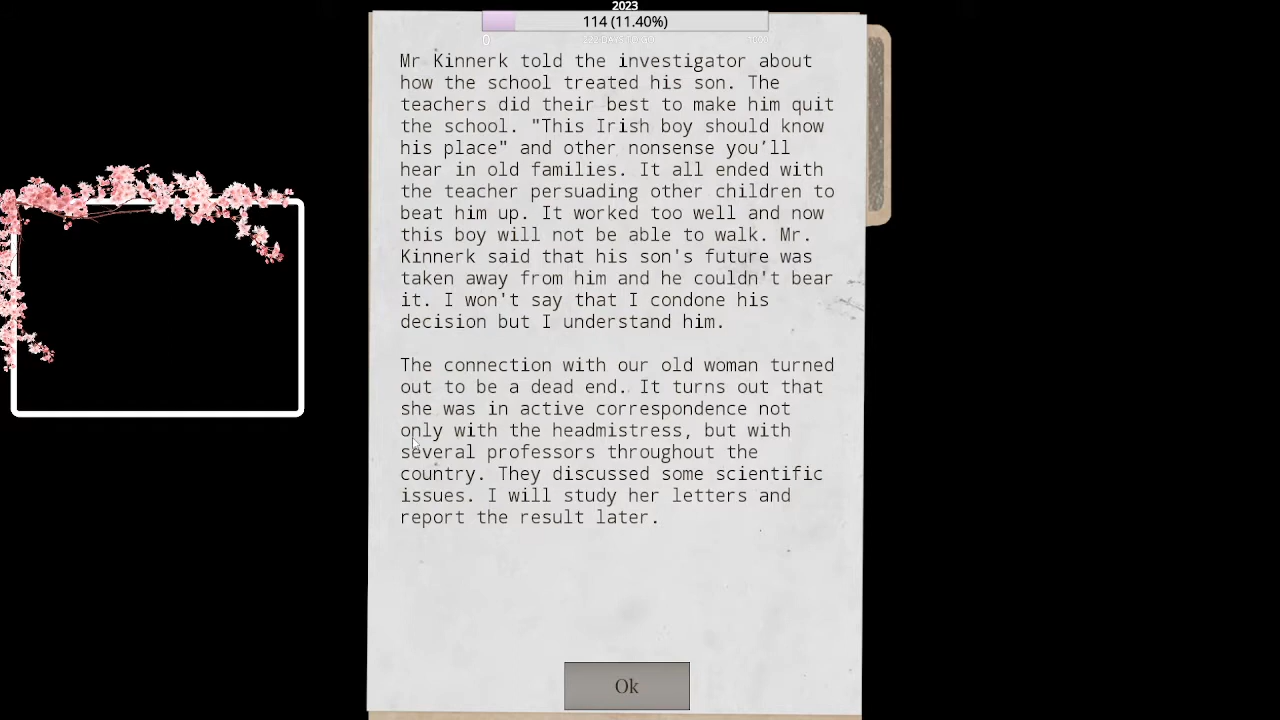 2023
114 (11.40%)
0
Mr Kinnerk told the investigator about
how the school treated his son. The
teachers did their best to make him quit
the school. "This Irish boy should know
his place" and other nonsense you’ll
hear in old families. It all ended with
the teacher persuading other children to
beat him up. It worked too well and now
this boy will not be able to walk. Mr.
Kinnerk said that his son's future was
taken away from him and he couldn't bear
it. I won't say that I condone his
decision but I understand him.
The connection with our old woman turned
out to be a dead end. It turns out that
she was in active correspondence not
only with the headmistress, but with
several professors throughout the
country. They discussed some scientific
issues. I will study her letters and
report the result later.
Ok